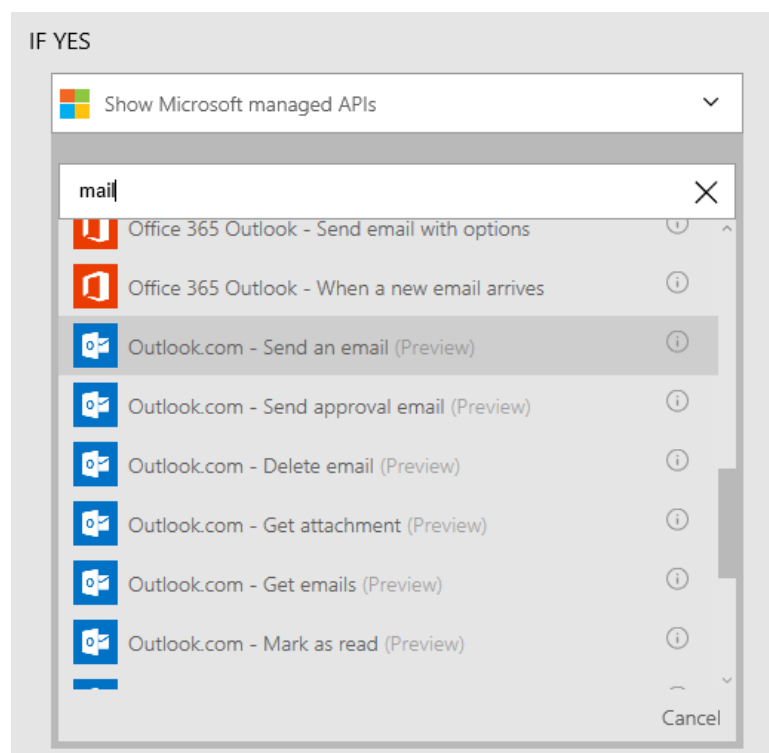 IF YES
Show Microsoft managed APIs
mail
Office 365 Outlook - Send email with options
Office 365 Outlook - When a new email arrives
Outlook.com - Send an email (Preview)
Outlook.com - Send approval email (Preview)
Outlook.com - Delete email (Preview)
Outlook.com - Get attachment (Preview)
Outlook.com - Get emails (Preview)
Outlook.com - Mark as read (Preview)
Cancel